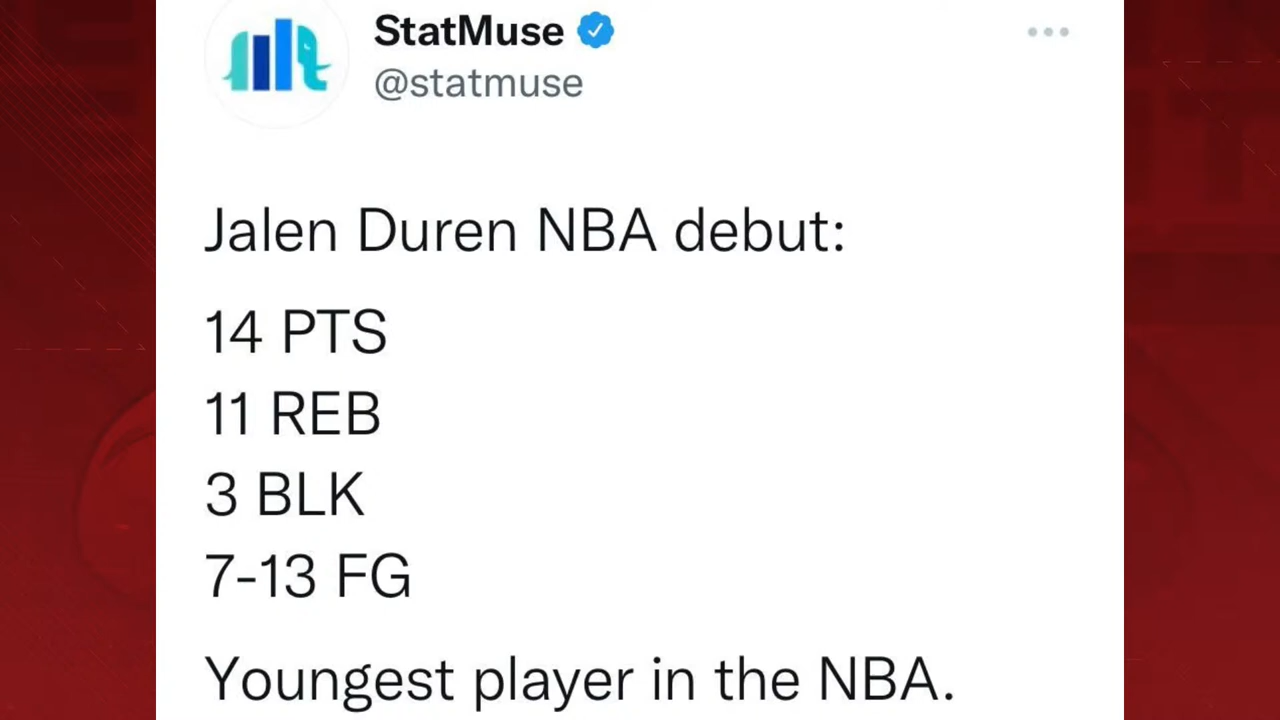 StatMuse
@statmuse
Jalen Duren NBA debut:
14 PTS
11 REB
3 BLK
7-13 FG
Youngest player in the NBA.